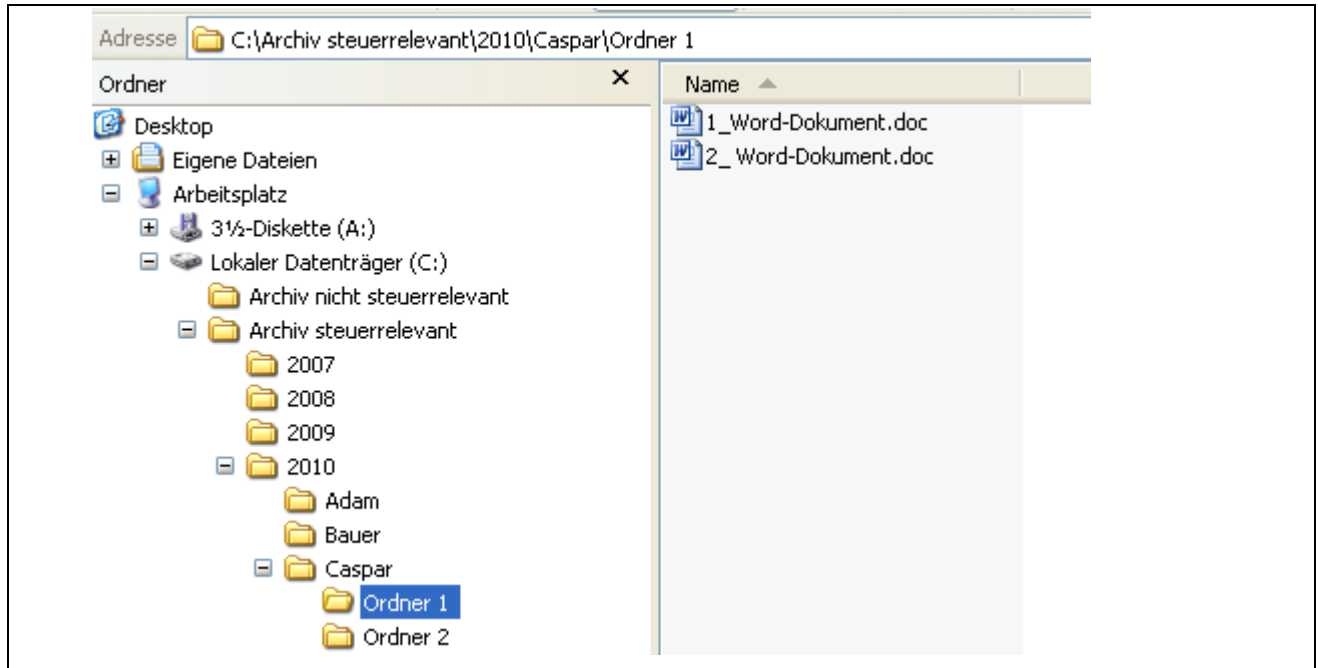 Adresse C:\Archiv steuerrelevant\2010\Caspar\Ordner 1
Ordner
Desktop
Eigene Dateien
Arbeitsplatz
3½-Diskette (A:)
Lokaler Datenträger (C:)
Archiv nicht steuerrelevant
Archiv steuerrelevant
2007
2008
2009
2010
Adam
Bauer
Caspar
Ordner 1
Ordner 2
Name
1_Word-Dokument.doc
2_ Word-Dokument.doc